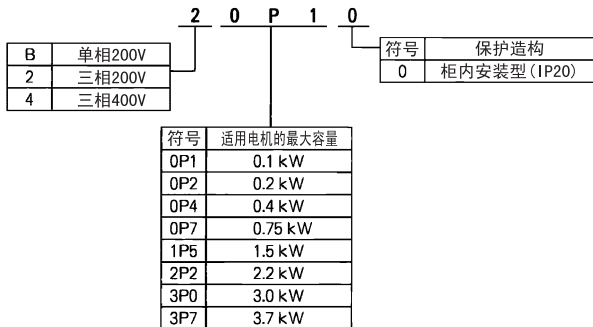 2 0 P 1 0
B 单相200V
2 三相200V
4 三相400V
符号 保护造构
0 柜内安装型(IP20)
符号 适用电机的最大容量
0P1 0.1 kW
0P2 0.2 kW
0P4 0.4 kW
0P7 0.75 kW
1P5 1.5 kW
2P2 2.2 kW
3P0 3.0 kW
3P7 3.7 kW